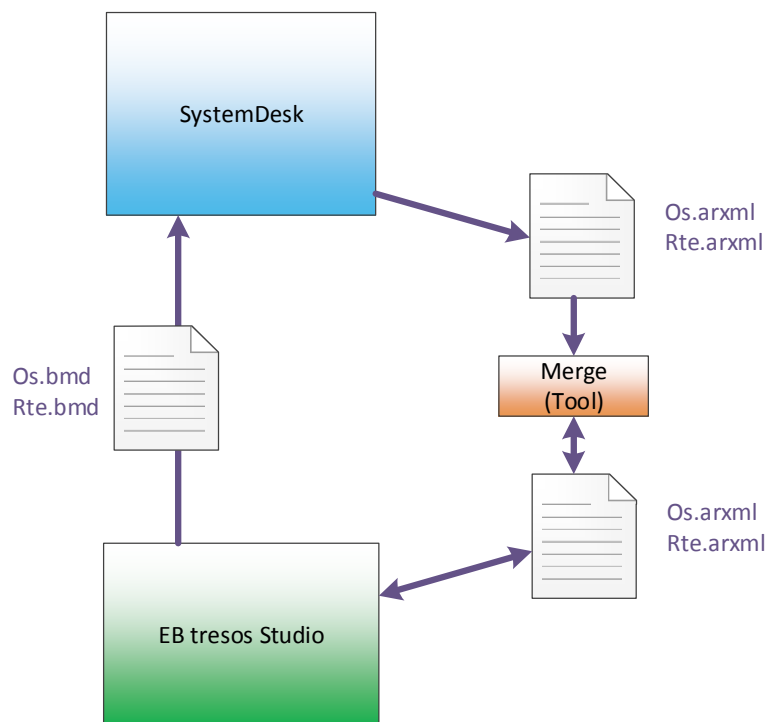 SystemDesk
Os.arxml
Rte.arxml
Merge
(Tool)
Os.bmd
Rte.bmd
Os.arxml
Rte.arxml
EB tresos Studio